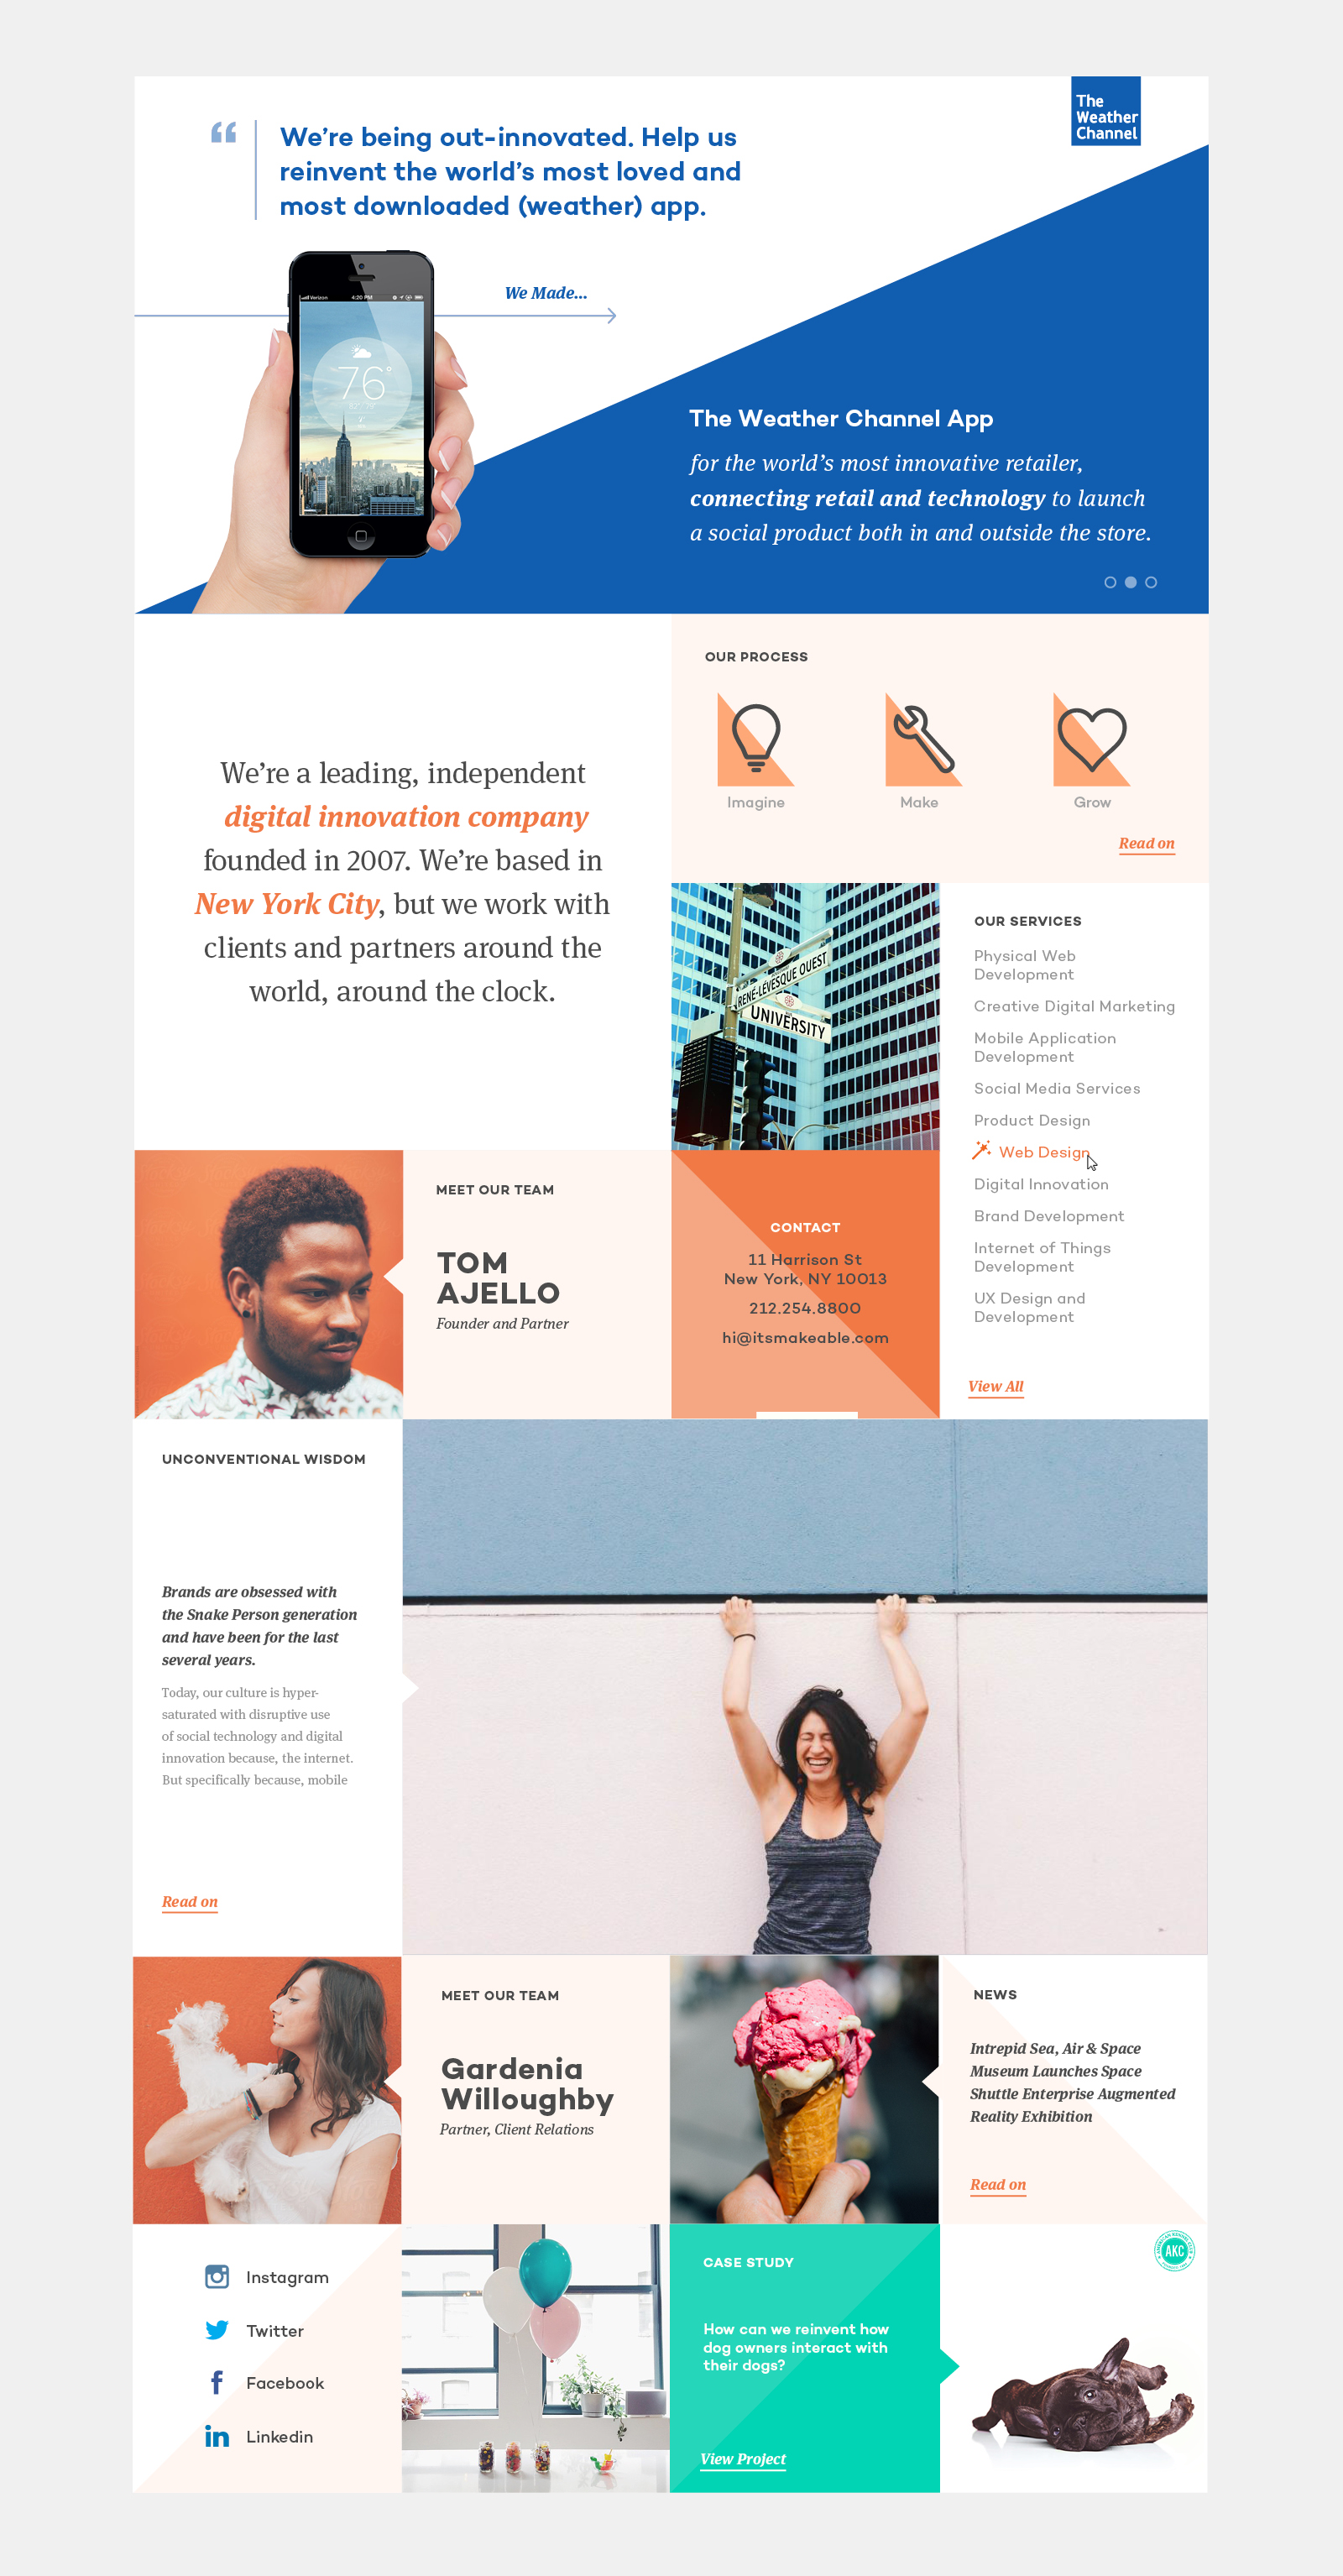 The
Weather
Channel
“
We’re being out-innovated. Help us
reinvent the world’s most loved and
most downloaded (weather) app.
We Made...
Verizon
4:20 PM
76°
The Weather Channel App
for the world’s most innovative retailer,
connecting retail and technology to launch
a social product both in and outside the store.
We’re a leading, independent
digital innovation company
founded in 2007. We’re based in
New York City, but we work with
clients and partners around the
world, around the clock.
OUR PROCESS
Imagine
Make
Grow
Read on
RENÉ-LÉVESQUE OUEST
UNIVERSITY
OUR SERVICES
Physical Web
Development
Creative Digital Marketing
Mobile Application
Development
Social Media Services
Product Design
Web Design
Digital Innovation
Brand Development
Internet of Things
Development
UX Design and
Development
View All
MEET OUR TEAM
TOM
AJELLO
Founder and Partner
CONTACT
11 Harrison St
New York, NY 10013
212.254.8800
hi@itsmakeable.com
UNCONVENTIONAL WISDOM
Brands are obsessed with
the Snake Person generation
and have been for the last
several years.
Today, our culture is hyper-
saturated with disruptive use
of social technology and digital
innovation because, the internet.
But specifically because, mobile
Read on
MEET OUR TEAM
Gardenia
Willoughby
Partner, Client Relations
NEWS
Intrepid Sea, Air & Space
Museum Launches Space
Shuttle Enterprise Augmented
Reality Exhibition
Read on
Instagram
Twitter
Facebook
Linkedin
CASE STUDY
How can we reinvent how
dog owners interact with
their dogs?
View Project
AKC